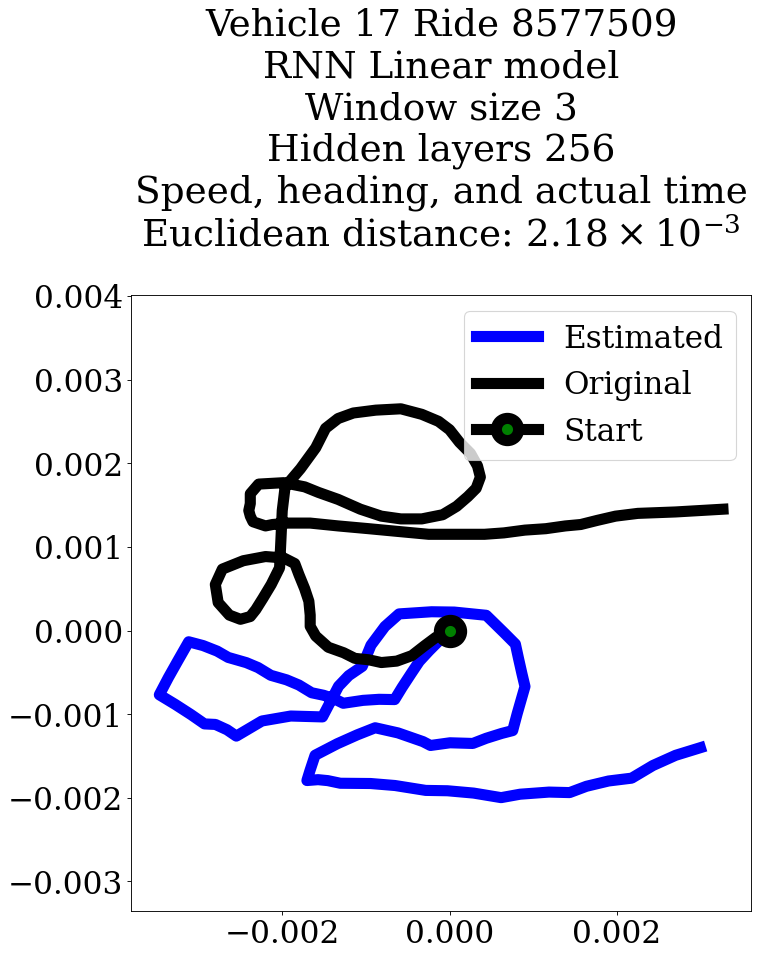 Vehicle 17 Ride 8577509
RNN Linear model
Window size 3
Hidden layers 256
Speed, heading, and actual time
Euclidean distance: 2.18 × 10⁻³
Estimated
Original
Start
0.004
0.003
0.002
0.001
0.000
−0.001
−0.002
−0.003
−0.002 0.000 0.002